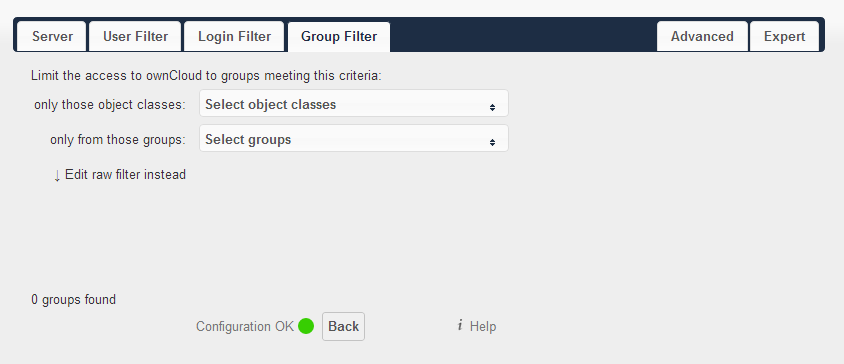 Server User Filter Login Filter Group Filter Advanced Expert
Limit the access to ownCloud to groups meeting this criteria:
only those object classes: Select object classes
only from those groups: Select groups
↓ Edit raw filter instead
0 groups found
Configuration OK Back i Help